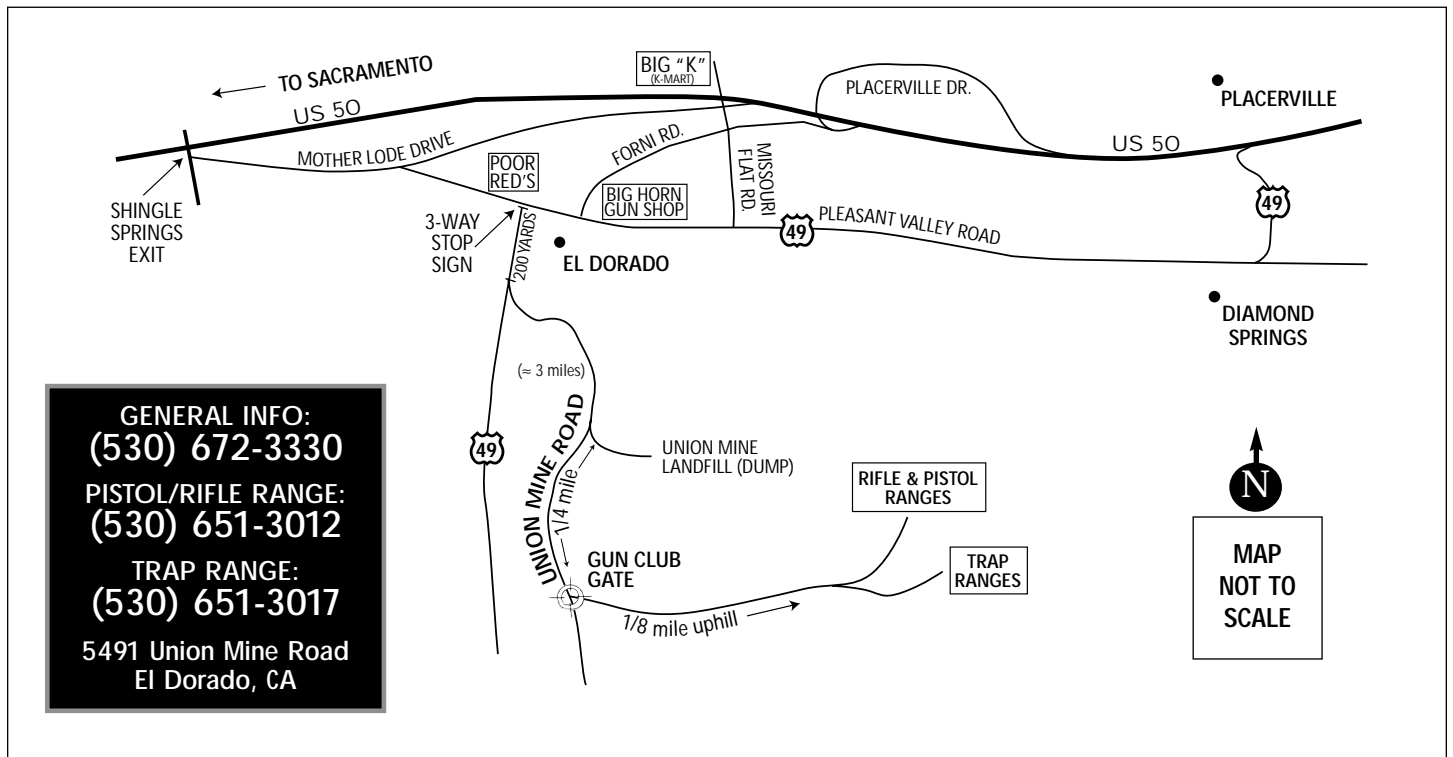 TO SACRAMENTO
US 50
BIG “K”
(K-MART)
PLACERVILLE DR.
PLACERVILLE
US 50
MOTHER LODE DRIVE
FORNI RD.
MISSOURI
FLAT RD.
POOR
RED'S
BIG HORN
GUN SHOP
SHINGLE
SPRINGS
EXIT
3-WAY
STOP
SIGN
200 YARDS
EL DORADO
49
PLEASANT VALLEY ROAD
49
DIAMOND
SPRINGS
(≈ 3 miles)
49
UNION MINE ROAD
1/4 mile
UNION MINE
LANDFILL (DUMP)
RIFLE & PISTOL
RANGES
TRAP
RANGES
GUN CLUB
GATE
1/8 mile uphill
N
MAP
NOT TO
SCALE
GENERAL INFO:
(530) 672-3330
PISTOL/RIFLE RANGE:
(530) 651-3012
TRAP RANGE:
(530) 651-3017
5491 Union Mine Road
El Dorado, CA